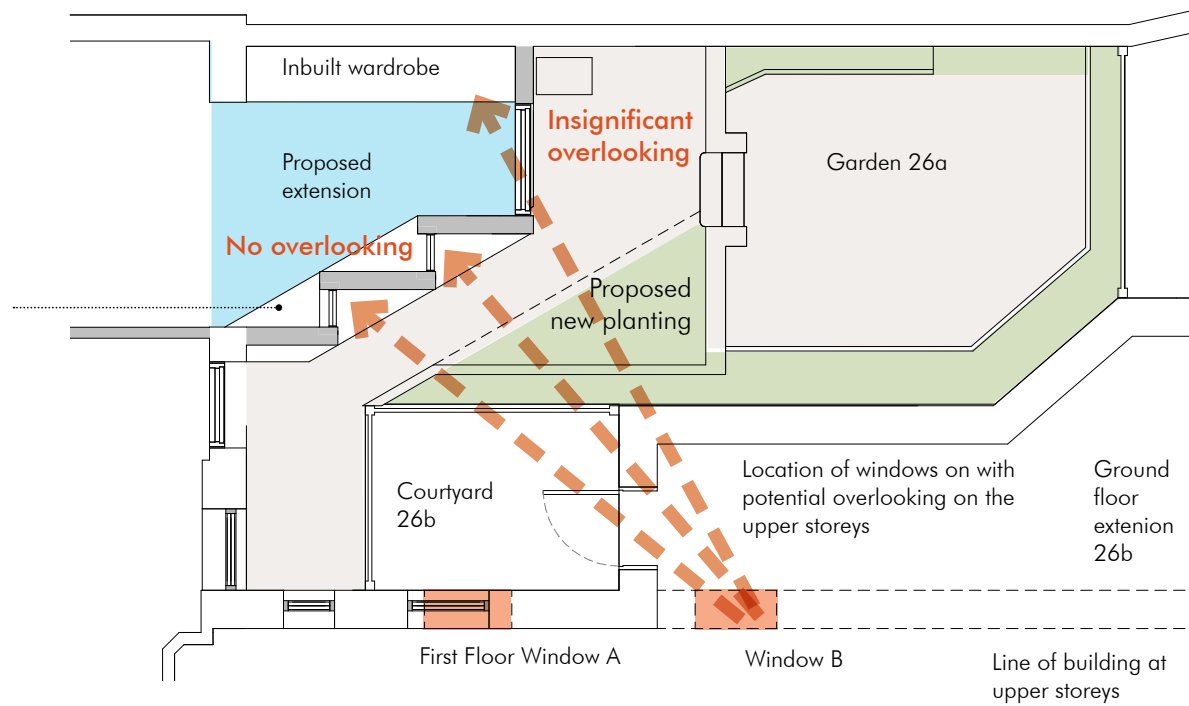 Inbuilt wardrobe
Insignificant
overlooking
Proposed
extension
Garden 26a
No overlooking
Proposed
new planting
Courtyard
26b
Location of windows on with
potential overlooking on the
upper storeys
Ground
floor
extenion
26b
First Floor Window A
Window B
Line of building at
upper storeys